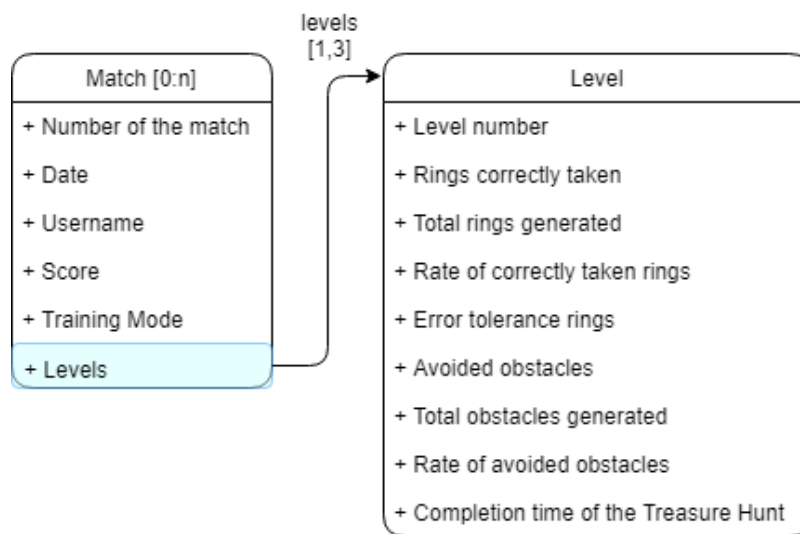 levels
[1,3]
Match [0:n]
+ Number of the match
+ Date
+ Username
+ Score
+ Training Mode
+ Levels
Level
+ Level number
+ Rings correctly taken
+ Total rings generated
+ Rate of correctly taken rings
+ Error tolerance rings
+ Avoided obstacles
+ Total obstacles generated
+ Rate of avoided obstacles
+ Completion time of the Treasure Hunt